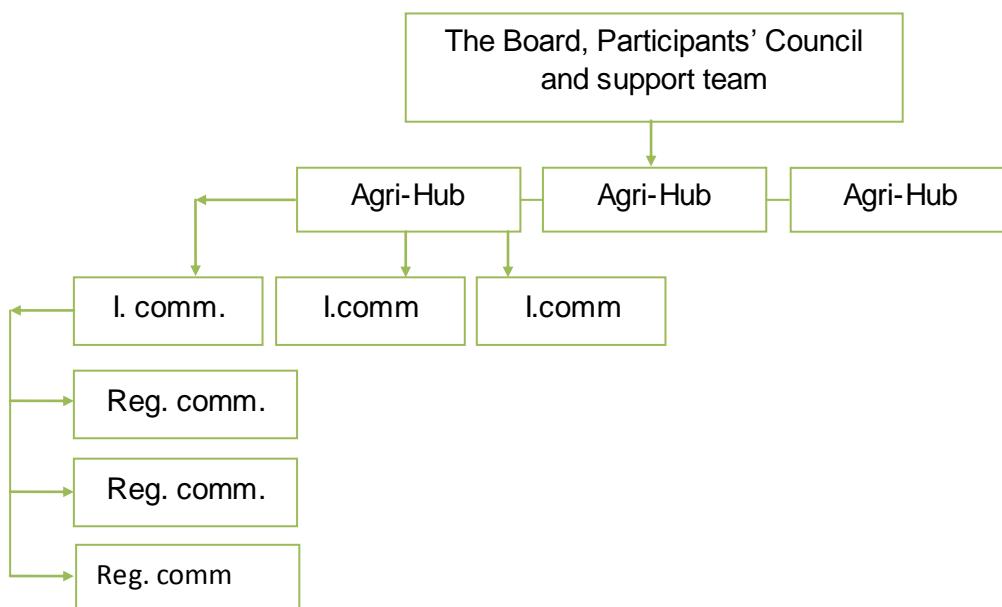 The Board, Participants’ Council
and support team
Agri-Hub
Agri-Hub
Agri-Hub
I. comm.
I.comm
I.comm
Reg. comm.
Reg. comm.
Reg. comm